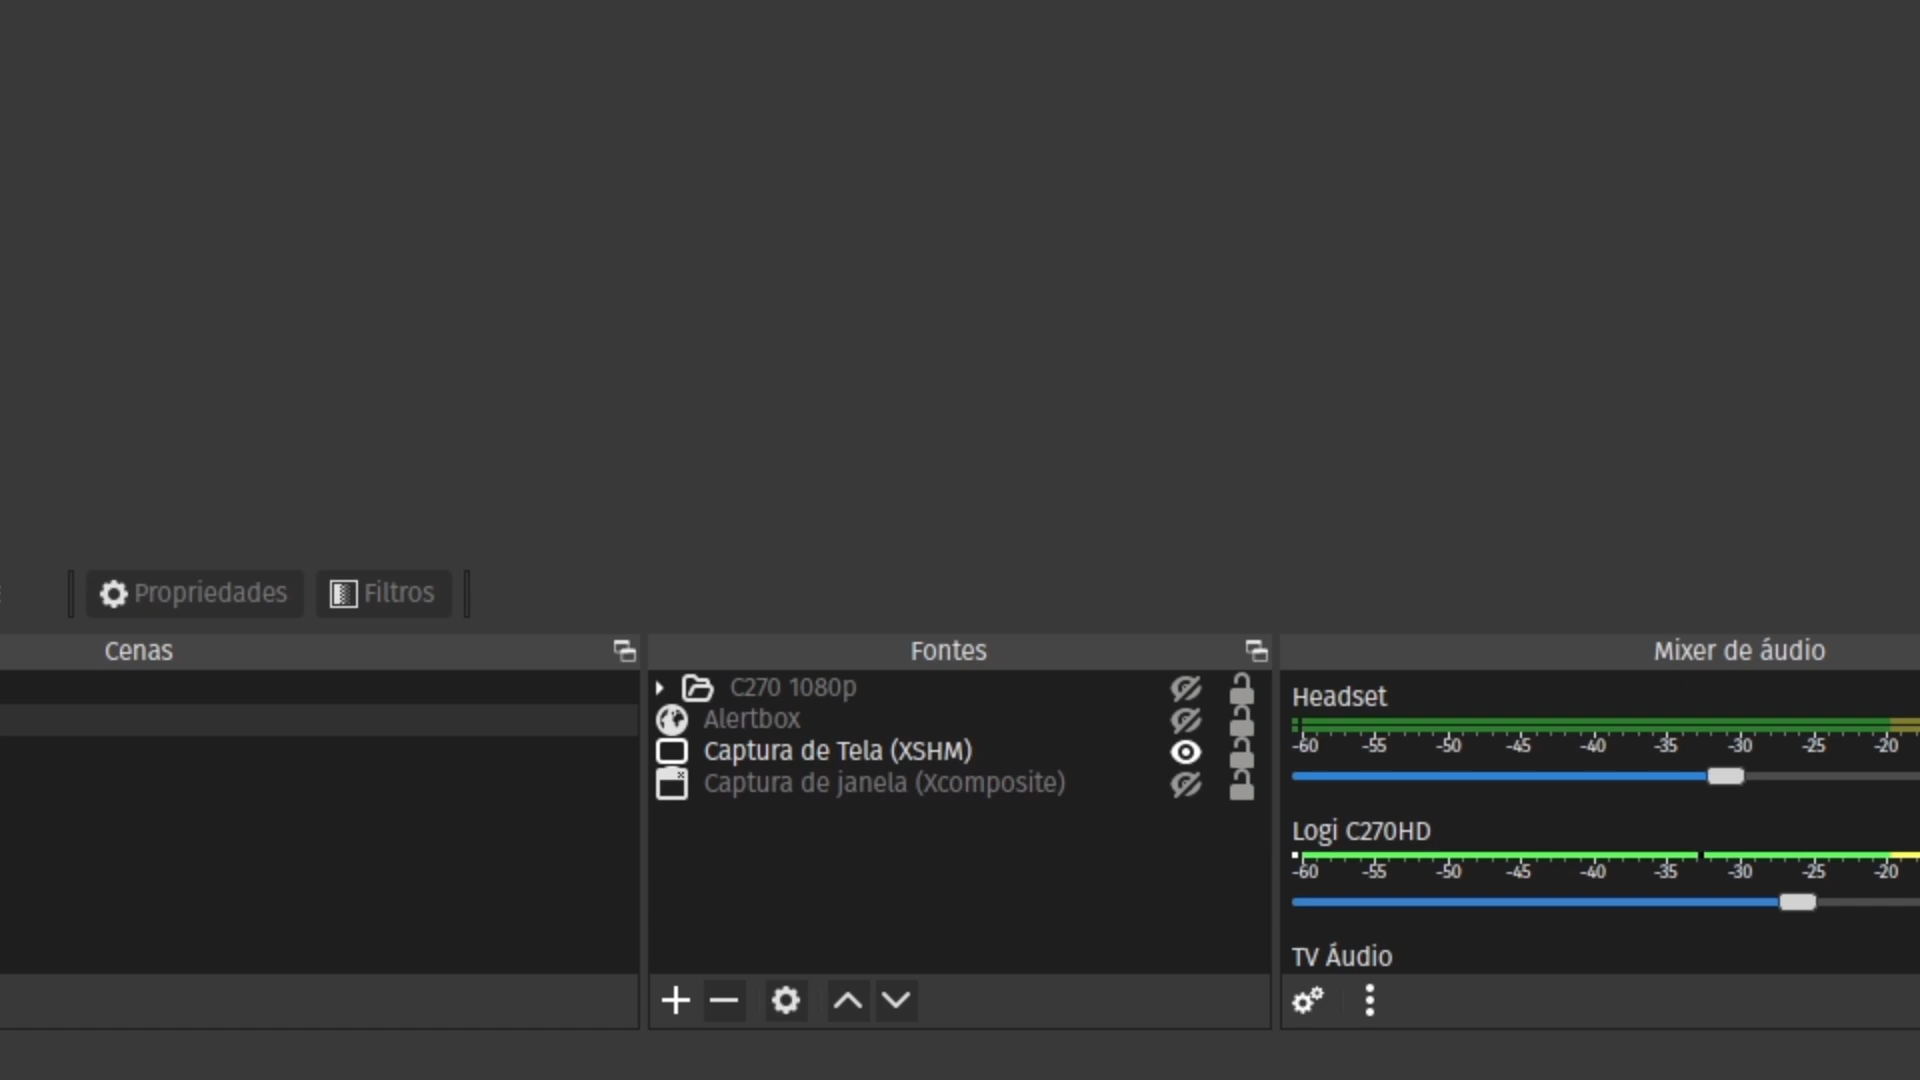 Propriedades Filtros
Cenas
Fontes
C270 1080p
Alertbox
Captura de Tela (XSHM)
Captura de janela (Xcomposite)
Mixer de áudio
Headset
-60 -55 -50 -45 -40 -35 -30 -25 -20
Logi C270HD
-60 -55 -50 -45 -40 -35 -30 -25 -20
TV Áudio